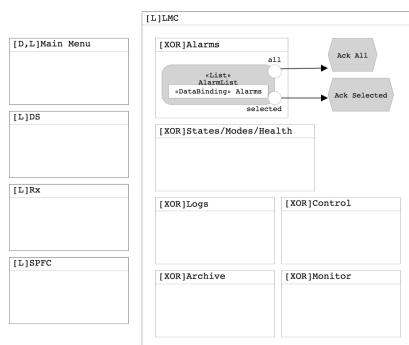 [L]LMC
[D,L]Main Menu
[L]DS
[L]Rx
[L]SPFC
[XOR]Alarms
all
«List»
AlarmList
«DataBinding» Alarms
selected
Ack All
Ack Selected
[XOR]States/Modes/Health
[XOR]Logs
[XOR]Control
[XOR]Archive
[XOR]Monitor